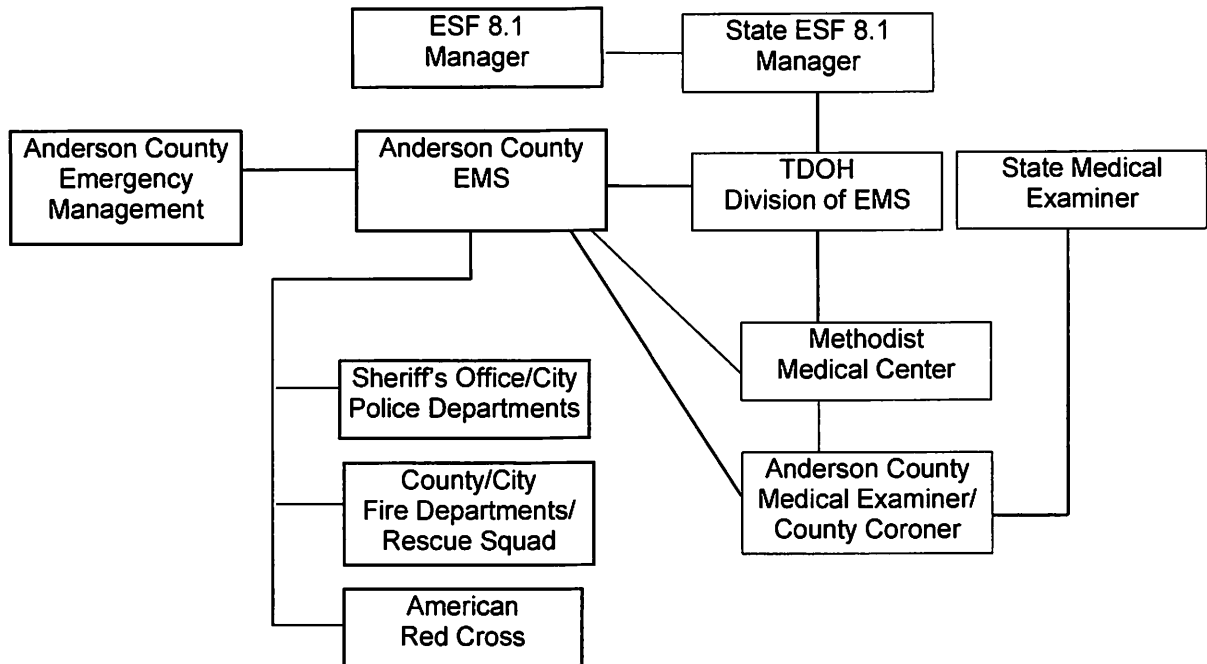 ESF 8.1
Manager
State ESF 8.1
Manager
Anderson County
Emergency
Management
Anderson County
EMS
TDOH
Division of EMS
State Medical
Examiner
Methodist
Medical Center
Sheriff's Office/City
Police Departments
County/City
Fire Departments/
Rescue Squad
Anderson County
Medical Examiner/
County Coroner
American
Red Cross